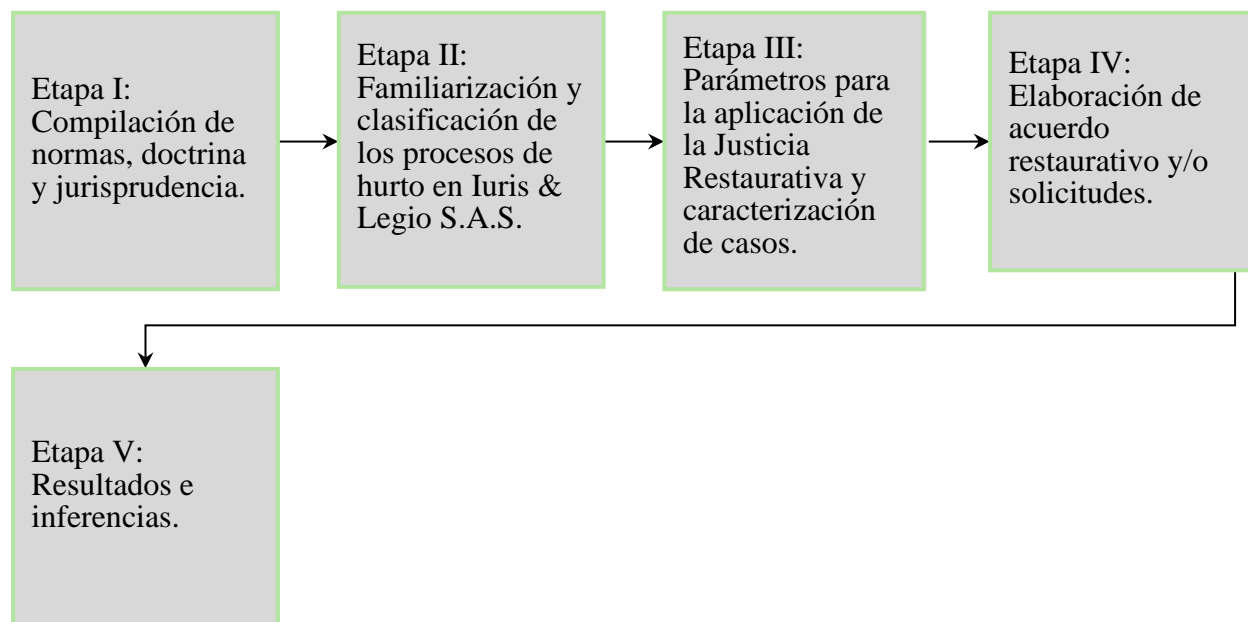 Etapa I:
Compilación de
normas, doctrina
y jurisprudencia.
Etapa II:
Familiarización y
clasificación de
los procesos de
hurto en Iuris &
Legio S.A.S.
Etapa III:
Parámetros para
la aplicación de
la Justicia
Restaurativa y
caracterización
de casos.
Etapa IV:
Elaboración de
acuerdo
restaurativo y/o
solicitudes.
Etapa V:
Resultados e
inferencias.